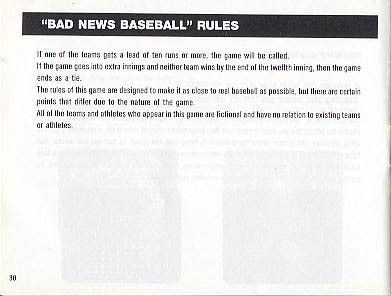 "BAD NEWS BASEBALL" RULES
If one of the teams gets a lead of ten runs or more, the game will be called.
If the game goes into extra innings and neither team wins by the end of the twelfth inning, then the game
ends as a tie.
The rules of this game are designed to make it as close to real baseball as possible, but there are certain
points that differ due to the nature of the game.
All of the teams and athletes who appear in this game are fictional and have no relation to existing teams
or athletes.
30